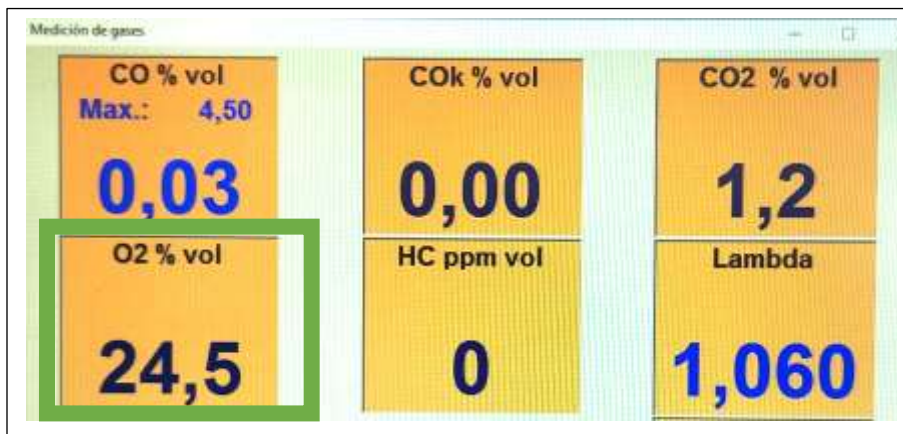 Medición de gases
CO % vol
Max.: 4,50
0,03
COk % vol
0,00
CO2 % vol
1,2
O2 % vol
24,5
HC ppm vol
0
Lambda
1,060